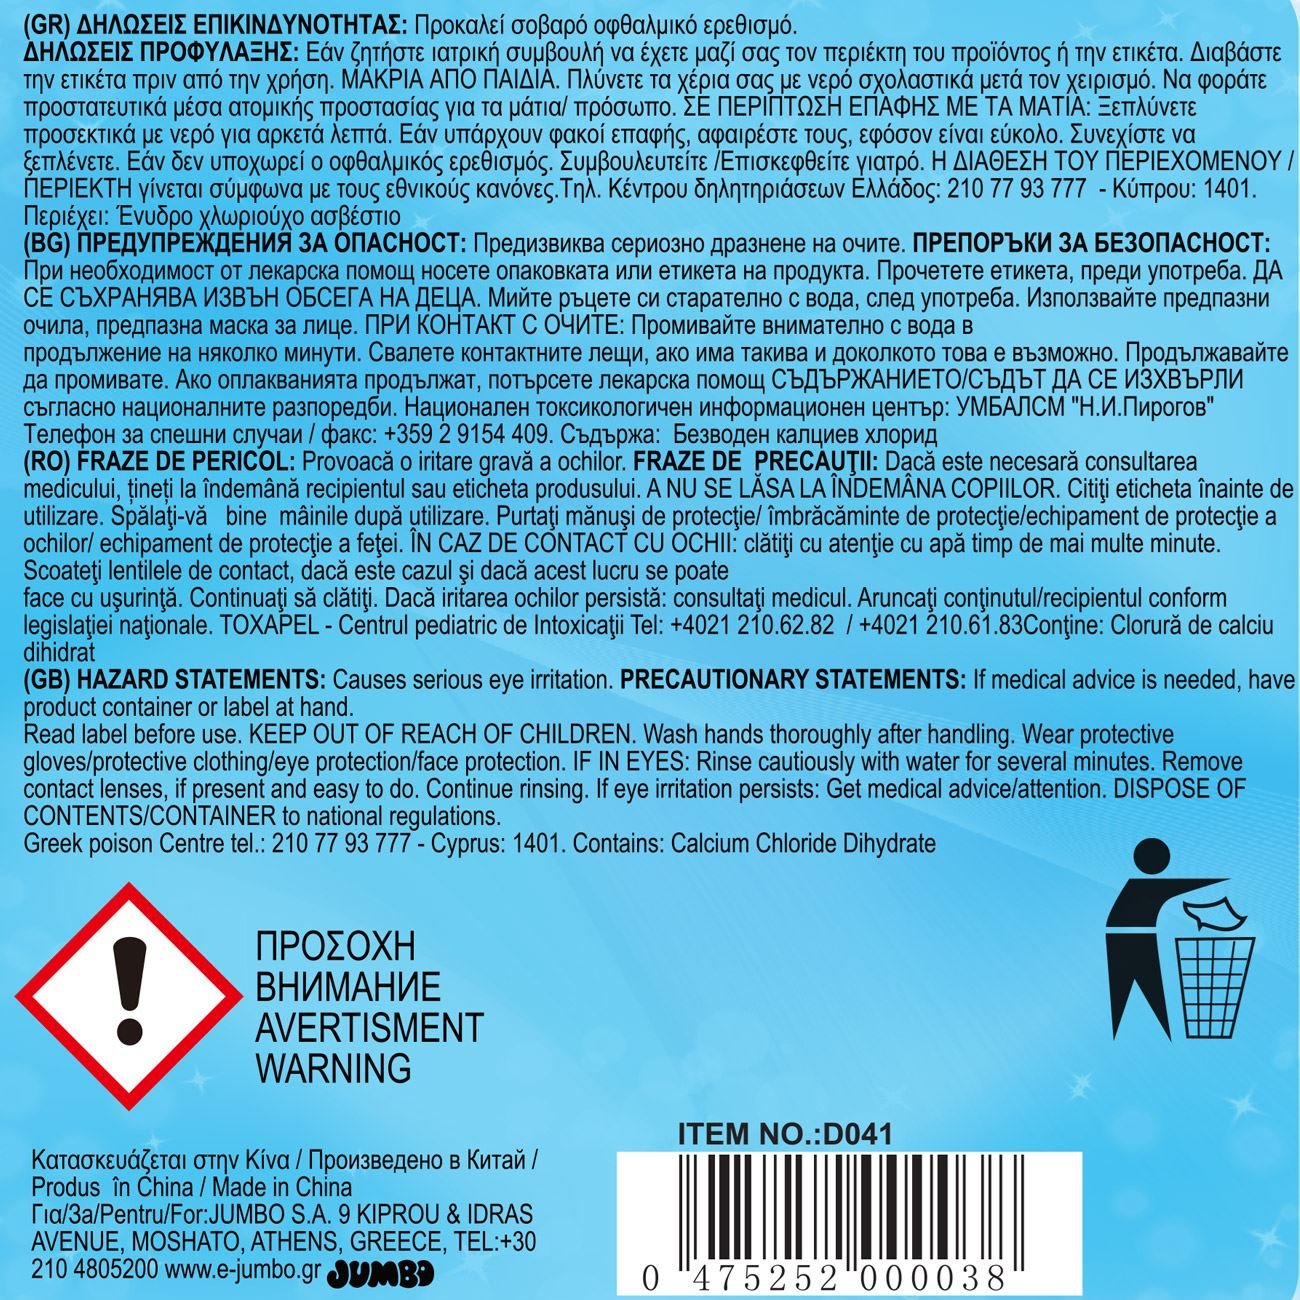 (GR) ΔΗΛΩΣΕΙΣ ΕΠΙΚΙΝΔΥΝΟΤΗΤΑΣ: Προκαλεί σοβαρό οφθαλμικό ερεθισμό.
ΔΗΛΩΣΕΙΣ ΠΡΟΦΥΛΑΞΗΣ: Εάν ζητήστε ιατρική συμβουλή να έχετε μαζί σας τον περιέκτη του προϊόντος ή την ετικέτα. Διαβάστε
την ετικέτα πριν από την χρήση. ΜΑΚΡΙΑ ΑΠΟ ΠΑΙΔΙΑ. Πλύνετε τα χέρια σας με νερό σχολαστικά μετά τον χειρισμό. Να φοράτε
προστατευτικά μέσα ατομικής προστασίας για τα μάτια/ πρόσωπο. ΣΕ ΠΕΡΙΠΤΩΣΗ ΕΠΑΦΗΣ ΜΕ ΤΑ ΜΑΤΙΑ: Ξεπλύνετε
προσεκτικά με νερό για αρκετά λεπτά. Εάν υπάρχουν φακοί επαφής, αφαιρέστε τους, εφόσον είναι εύκολο. Συνεχίστε να
ξεπλένετε. Εάν δεν υποχωρεί ο οφθαλμικός ερεθισμός. Συμβουλευτείτε /Επισκεφθείτε γιατρό. Η ΔΙΑΘΕΣΗ ΤΟΥ ΠΕΡΙΕΧΟΜΕΝΟΥ /
ΠΕΡΙΕΚΤΗ γίνεται σύμφωνα με τους εθνικούς κανόνες.Τηλ. Κέντρου δηλητηριάσεων Ελλάδος: 210 77 93 777 - Κύπρου: 1401.
Περιέχει: Ένυδρο χλωριούχο ασβέστιο
(BG) ПРЕДУПРЕЖДЕНИЯ ЗА ОПАСНОСТ: Предизвиква сериозно дразнене на очите. ПРЕПОРЪКИ ЗА БЕЗОПАСНОСТ:
При необходимост от лекарска помощ носете опаковката или етикета на продукта. Прочетете етикета, преди употреба. ДА
СЕ СЪХРАНЯВА ИЗВЪН ОБСЕГА НА ДЕЦА. Мийте ръцете си старателно с вода, след употреба. Използвайте предпазни
очила, предпазна маска за лице. ПРИ КОНТАКТ С ОЧИТЕ: Промивайте внимателно с вода в
продължение на няколко минути. Свалете контактните лещи, ако има такива и доколкото това е възможно. Продължавайте
да промивате. Ако оплакванията продължат, потърсете лекарска помощ СЪДЪРЖАНИЕТО/СЪДЪТ ДА СЕ ИЗХВЪРЛИ
съгласно националните разпоредби. Национален токсикологичен информационен център: УМБАЛСМ "Н.И.Пирогов"
Телефон за спешни случаи / факс: +359 2 9154 409. Съдържа: Безводен калциев хлорид
(RO) FRAZE DE PERICOL: Provoacă o iritare gravă a ochilor. FRAZE DE PRECAUŢII: Dacă este necesară consultarea
medicului, țineți la îndemână recipientul sau eticheta produsului. A NU SE LĂSA LA ÎNDEMÂNA COPIILOR. Citiţi eticheta înainte de
utilizare. Spălaţi-vă bine mâinile după utilizare. Purtaţi mănuşi de protecţie/ îmbrăcăminte de protecţie/echipament de protecţie a
ochilor/ echipament de protecţie a feţei. ÎN CAZ DE CONTACT CU OCHII: clătiţi cu atenţie cu apă timp de mai multe minute.
Scoateţi lentilele de contact, dacă este cazul şi dacă acest lucru se poate
face cu uşurinţă. Continuaţi să clătiţi. Dacă iritarea ochilor persistă: consultaţi medicul. Aruncaţi conţinutul/recipientul conform
legislaţiei naţionale. TOXAPEL - Centrul pediatric de Intoxicaţii Tel: +4021 210.62.82 / +4021 210.61.83Conţine: Clorură de calciu
dihidrat
(GB) HAZARD STATEMENTS: Causes serious eye irritation. PRECAUTIONARY STATEMENTS: If medical advice is needed, have
product container or label at hand.
Read label before use. KEEP OUT OF REACH OF CHILDREN. Wash hands thoroughly after handling. Wear protective
gloves/protective clothing/eye protection/face protection. IF IN EYES: Rinse cautiously with water for several minutes. Remove
contact lenses, if present and easy to do. Continue rinsing. If eye irritation persists: Get medical advice/attention. DISPOSE OF
CONTENTS/CONTAINER to national regulations.
Greek poison Centre tel.: 210 77 93 777 - Cyprus: 1401. Contains: Calcium Chloride Dihydrate
ΠΡΟΣΟΧΗ
ВНИМАНИЕ
AVERTISMENT
WARNING
Κατασκευάζεται στην Κίνα / Произведено в Китай /
Produs în China / Made in China
Για/За/Pentru/For:JUMBO S.A. 9 KIPROU & IDRAS
AVENUE, MOSHATO, ATHENS, GREECE, TEL:+30
210 4805200 www.e-jumbo.gr JUMBO
ITEM NO.:D041
0 475252 000038